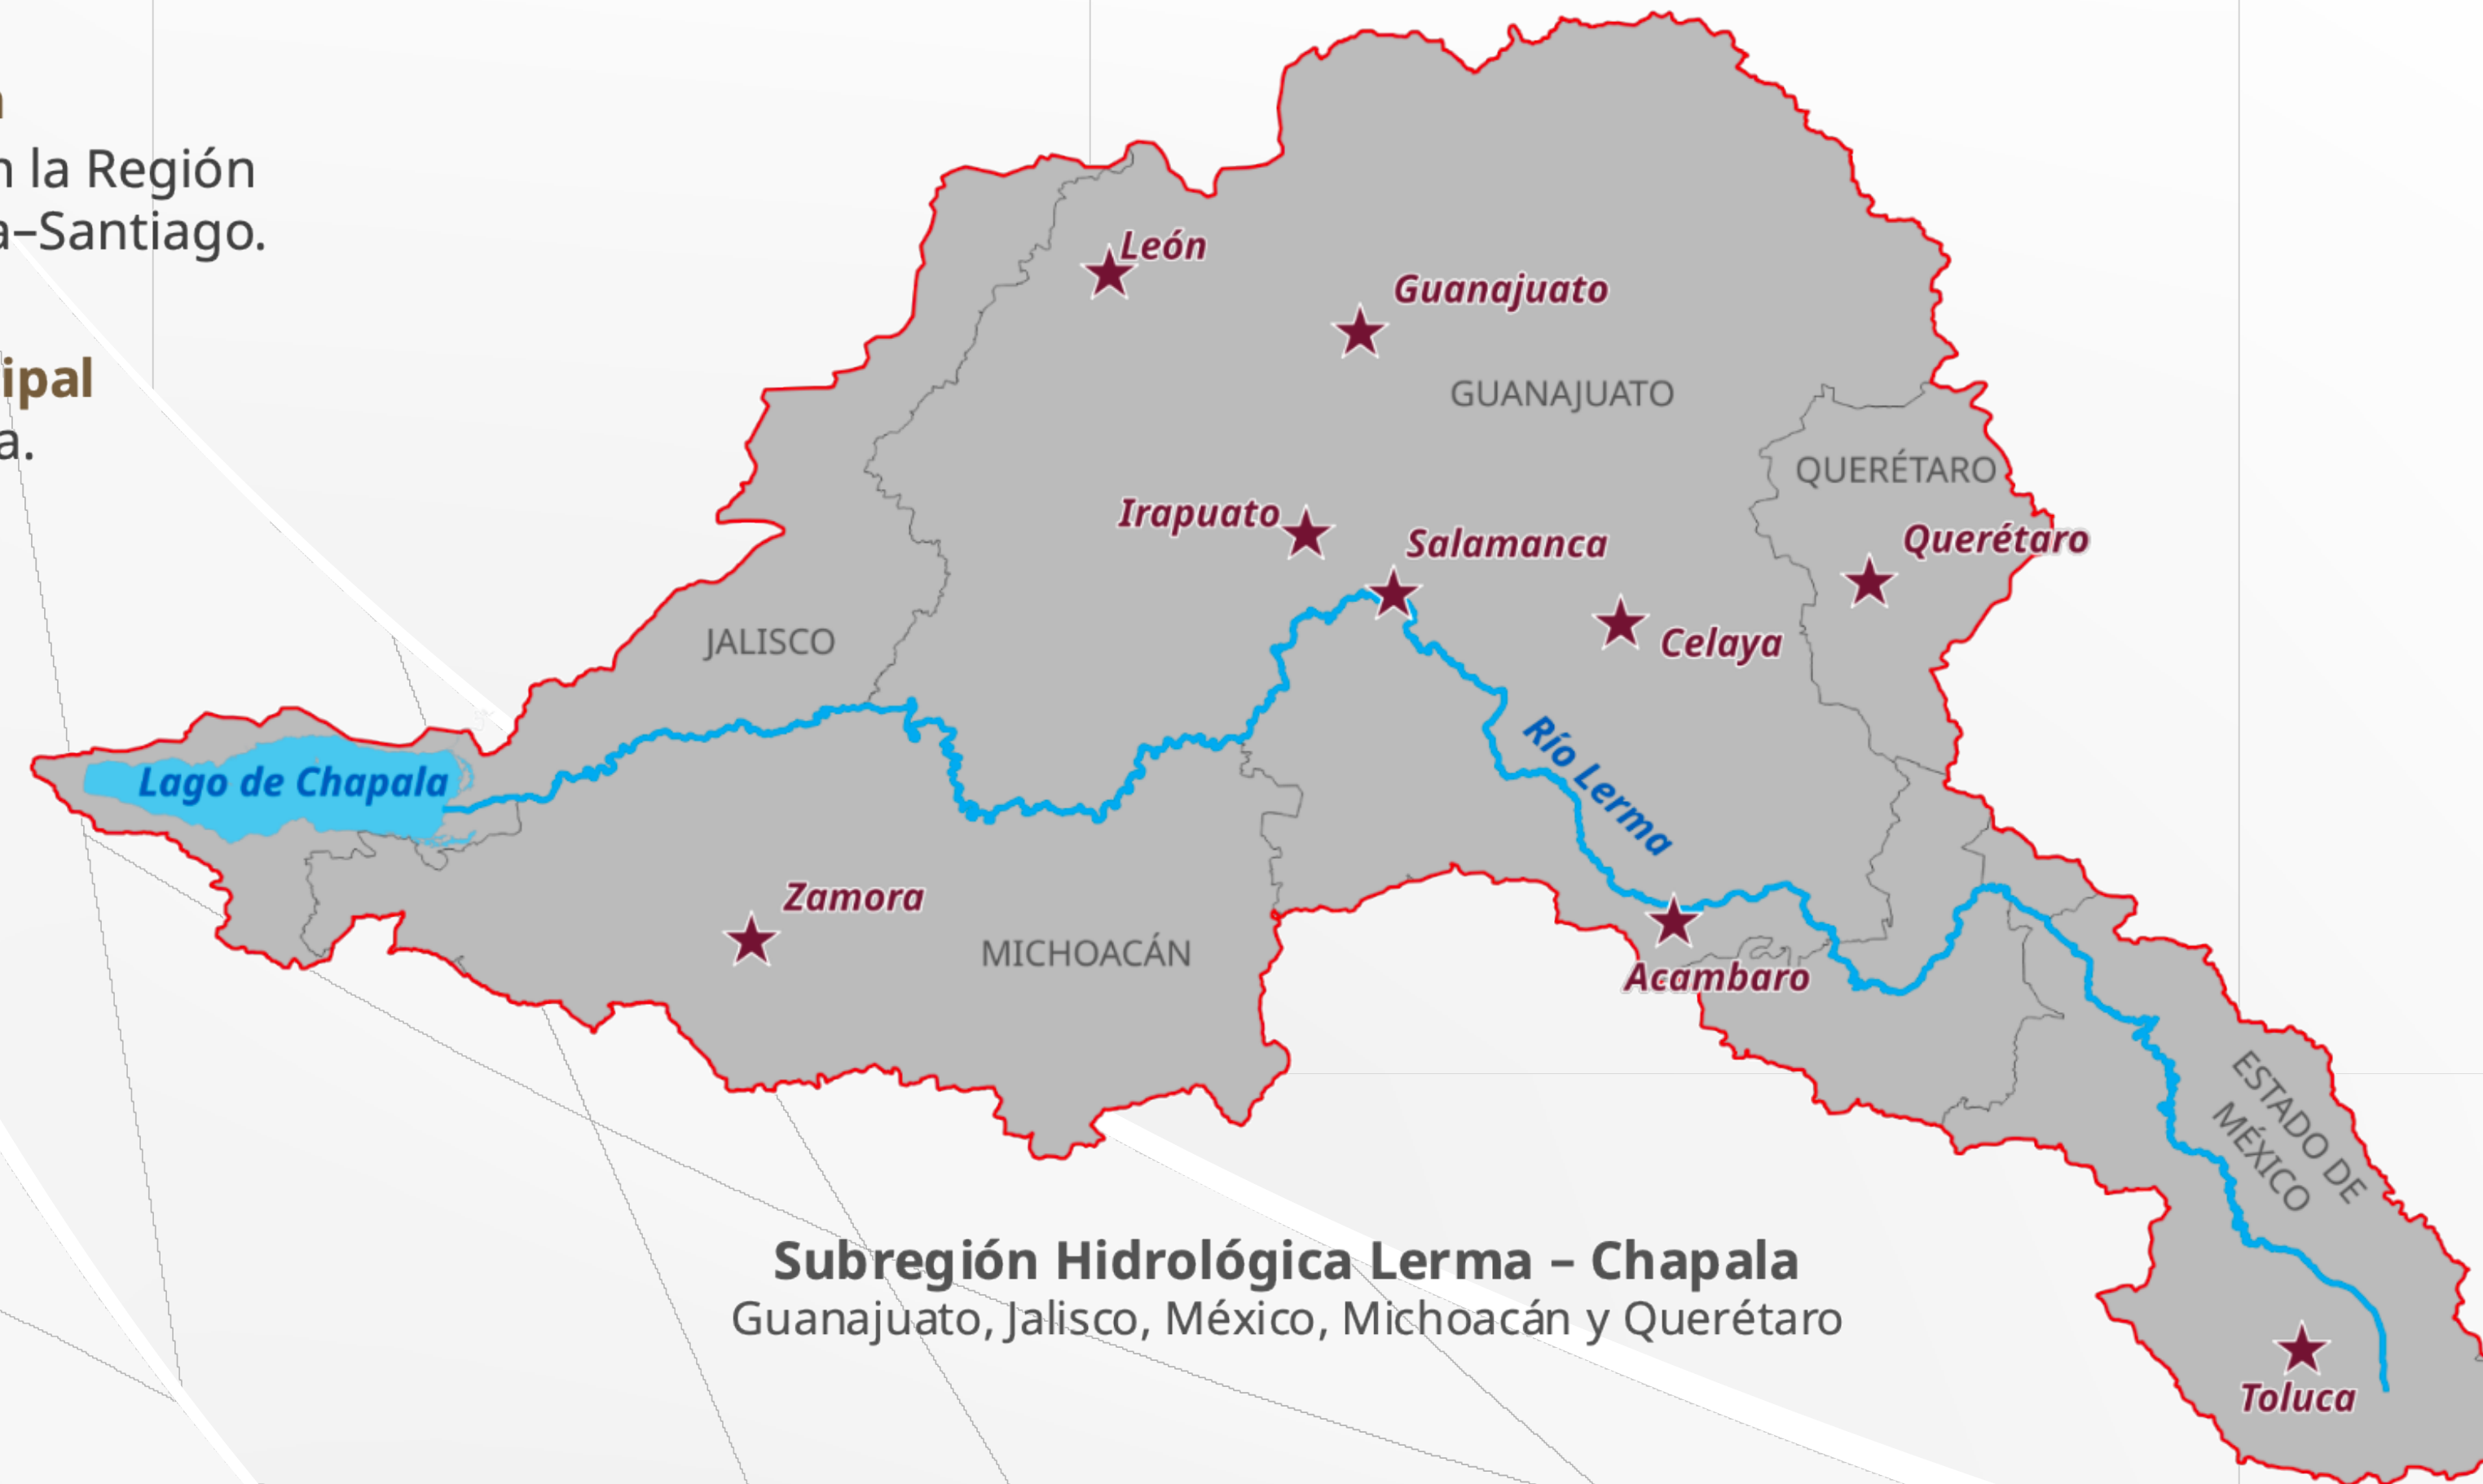 n la Región
a–Santiago.
ipal
a.
León
Guanajuato
GUANAJUATO
QUERÉTARO
Irapuato
Salamanca
Querétaro
JALISCO
Celaya
Río Lerma
Lago de Chapala
Zamora
MICHOACÁN
Acambaro
ESTADO DE
MÉXICO
Subregión Hidrológica Lerma – Chapala
Guanajuato, Jalisco, México, Michoacán y Querétaro
Toluca